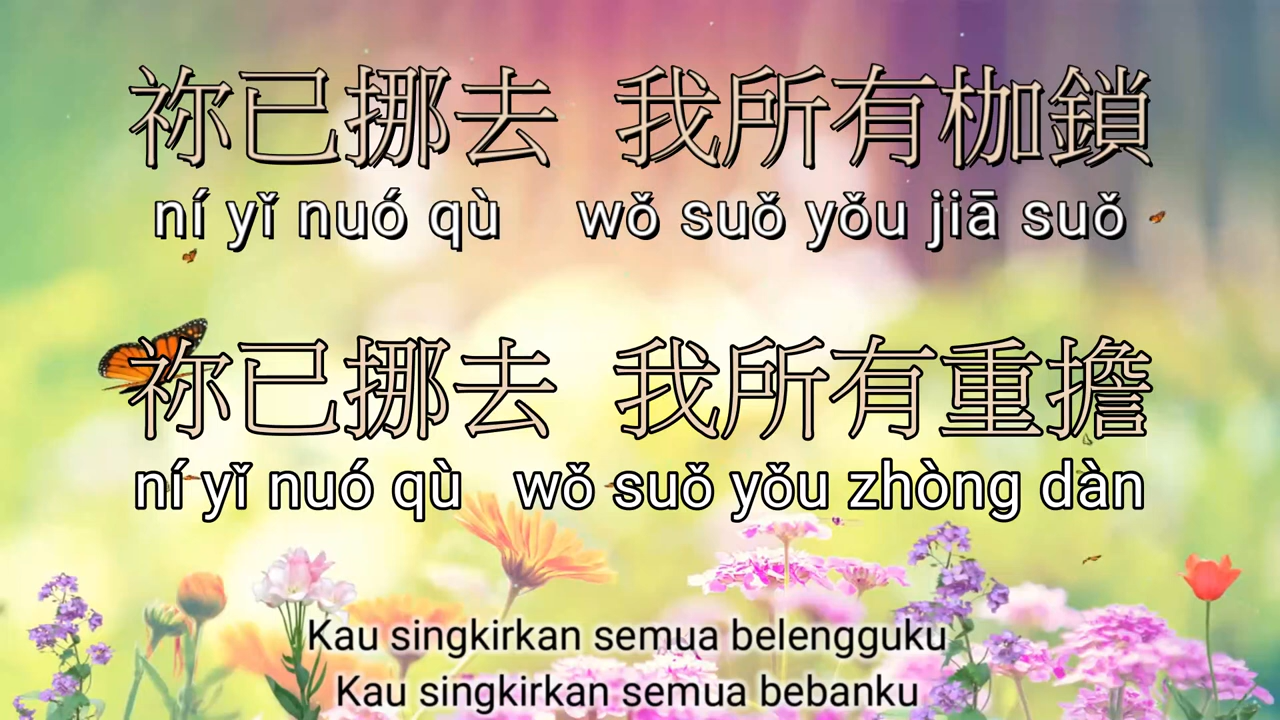 祢已挪去 我所有枷鎖
ní yǐ nuó qù wǒ suǒ yǒu jiā suǒ
祢已挪去 我所有重擔
ní yǐ nuó qù wǒ suǒ yǒu zhòng dàn
Kau singkirkan semua belengguku
Kau singkirkan semua bebanku